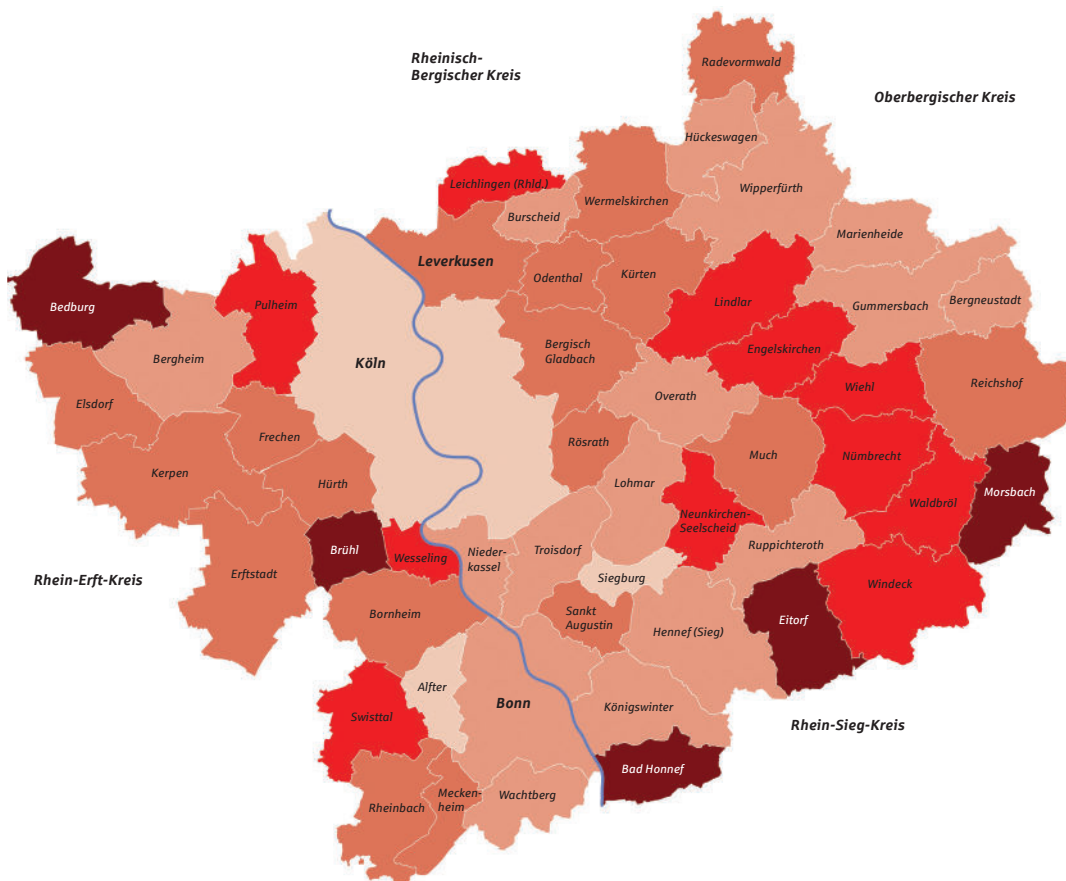 Rheinisch-
Bergischer Kreis
Radevormwald
Oberbergischer Kreis
Hückeswagen
Leichlingen (Rhld.)
Wipperfürth
Wermelskirchen
Burscheid
Marienheide
Leverkusen
Odenthal
Kürten
Lindlar
Bergneustadt
Gummersbach
Bedburg
Pulheim
Bergheim
Köln
Bergisch
Gladbach
Engelskirchen
Wiehl
Reichshof
Elsdorf
Overath
Frechen
Rösrath
Much
Nümbrecht
Kerpen
Hürth
Lohmar
Morsbach
Waldbröl
Neunkirchen-
Seelscheid
Ruppichteroth
Brühl
Wesseling
Nieder-
kassel
Troisdorf
Siegburg
Rhein-Erft-Kreis
Erftstadt
Windeck
Bornheim
Sankt
Augustin
Hennef (Sieg)
Eitorf
Alfter
Bonn
Königswinter
Swisttal
Rhein-Sieg-Kreis
Bad Honnef
Rheinbach
Mecken-
heim
Wachtberg